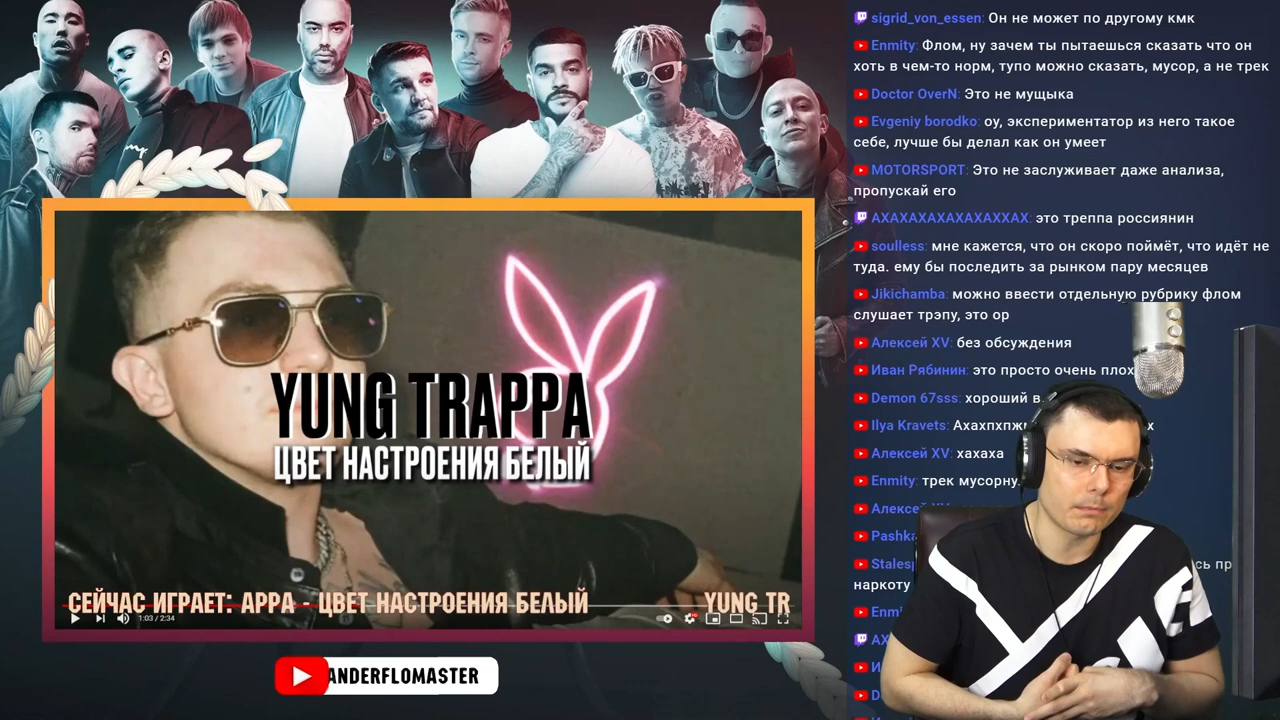 sigrid_von_essen: Он не может по другому кмк
Enmity: Флом, ну зачем ты пытаешься сказать что он
хоть в чем-то норм, тупо можно сказать, мусор, а не трек
Doctor OverN: Это не мущыка
Evgeniy borodko: оу, экспериментатор из него такое
себе, лучше бы делал как он умеет
MOTORSPORT: Это не заслуживает даже анализа,
пропускай его
AXAXAXAXAXAXAXXAX: это треппа россиянин
soulless: мне кажется, что он скоро поймёт, что идёт не
туда. ему бы последить за рынком пару месяцев
Jikichamba: можно ввести отдельную рубрику флом
слушает трэпу, это ор
Алексей XV: без обсуждения
Иван Рябинин: это просто очень
Demon 67sss: хороший
Ilya Kravets:
Алексей XV: хахаха
Enmity: трек
наркоту
YUNG TRAPPA
ЦВЕТ НАСТРОЕНИЯ БЕЛЫЙ
СЕЙЧАС ИГРАЕТ: APPA - ЦВЕТ НАСТРОЕНИЯ БЕЛЫЙ YUNG TR
1:03 / 2:34
ANDERFLOMASTER